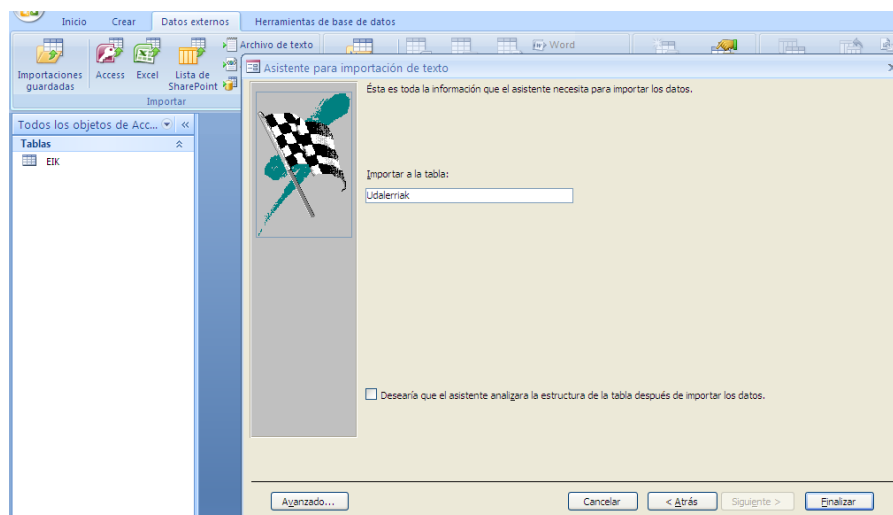 Inicio Crear Datos externos Herramientas de base de datos
Archivo de texto
Word
Importaciones guardadas
Access
Excel
Lista de SharePoint
Importar
Asistente para importación de texto
Todos los objetos de Acc...
Tablas
EIK
Ésta es toda la información que el asistente necesita para importar los datos.
Importar a la tabla:
Udalerriak
Desearía que el asistente analizara la estructura de la tabla después de importar los datos.
Avanzado...
Cancelar
< Atrás
Siguiente >
Finalizar